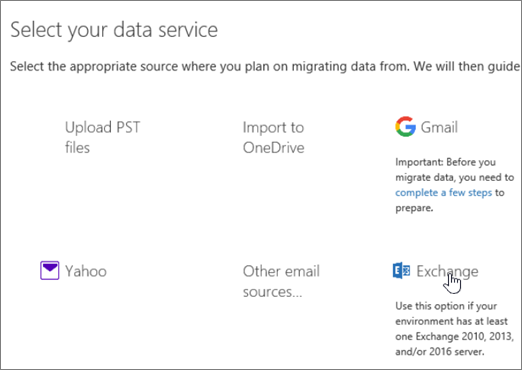 Select your data service
Select the appropriate source where you plan on migrating data from. We will then guide
Upload PST
files
Import to
OneDrive
Gmail
Important: Before you
migrate data, you need to
complete a few steps to
prepare.
Yahoo
Other email
sources...
Exchange
Use this option if your
environment has at least
one Exchange 2010, 2013,
and/or 2016 server.